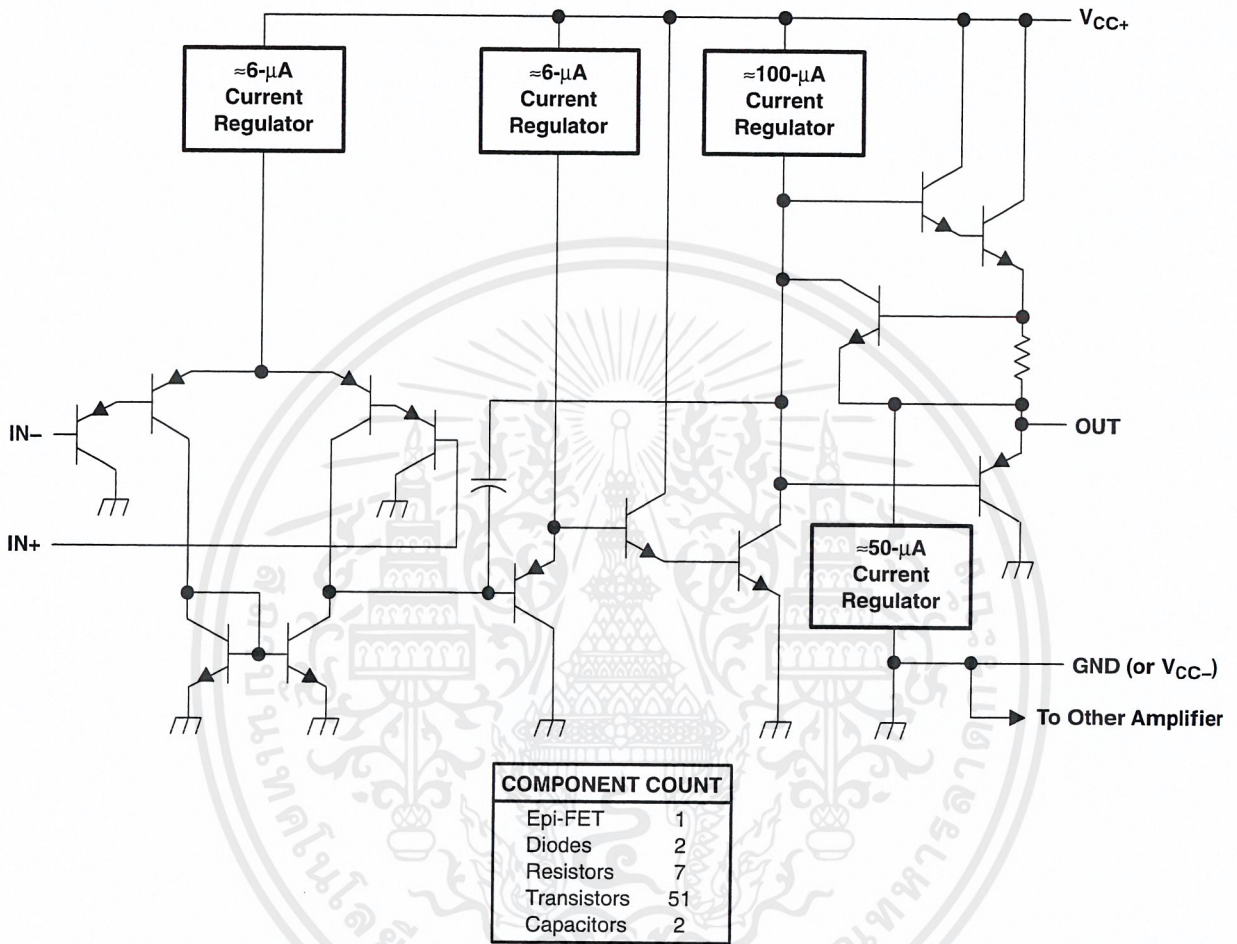 VCC+
≈6-μA
Current
Regulator
≈6-μA
Current
Regulator
≈100-μA
Current
Regulator
IN−
IN+
OUT
≈50-μA
Current
Regulator
GND (or VCC−)
To Other Amplifier
COMPONENT COUNT
Epi-FET 1
Diodes 2
Resistors 7
Transistors 51
Capacitors 2